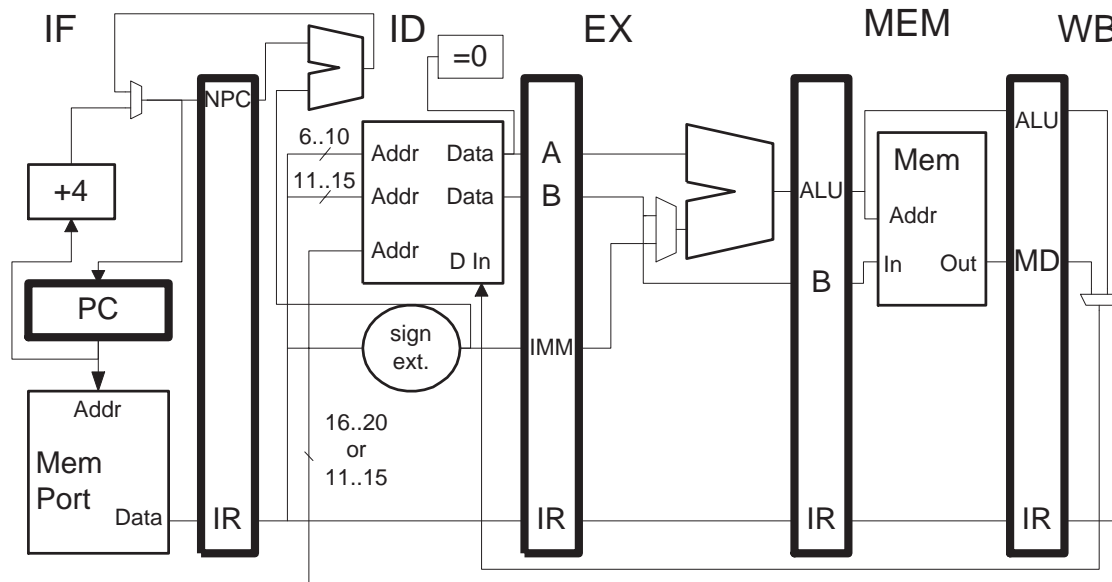 IF
ID
EX
MEM
WB
=0
NPC
+4
PC
Addr
Mem
Port
Data
IR
6..10
11..15
Addr
Data
Addr
Data
Addr
D In
sign
ext.
16..20
or
11..15
A
B
IMM
IR
ALU
B
IR
Mem
Addr
In
Out
ALU
MD
IR